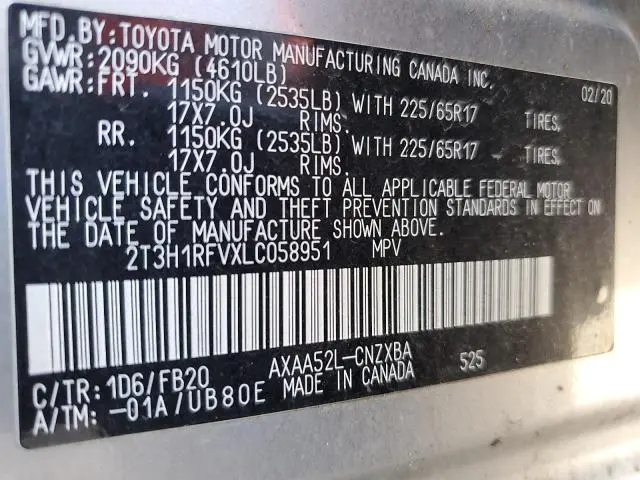 MFD.BY:TOYOTA MOTOR MANUFACTURING CANADA INC.
GVWR:2090KG (4610LB) 02/20
GAWR:FRT. 1150KG (2535LB) WITH 225/65R17 TIRES,
17X7.0J RIMS.
RR. 1150KG (2535LB) WITH 225/65R17 TIRES,
17X7.0J RIMS.
THIS VEHICLE CONFORMS TO ALL APPLICABLE FEDERAL MOTOR
VEHICLE SAFETY AND THEFT PREVENTION STANDARDS IN EFFECT ON
THE DATE OF MANUFACTURE SHOWN ABOVE.
2T3H1RFVXLC058951 MPV
C/TR:1D6/FB20 AXAA52L-CNZXBA 525
A/TM:-01A/UB80E MADE IN CANADA